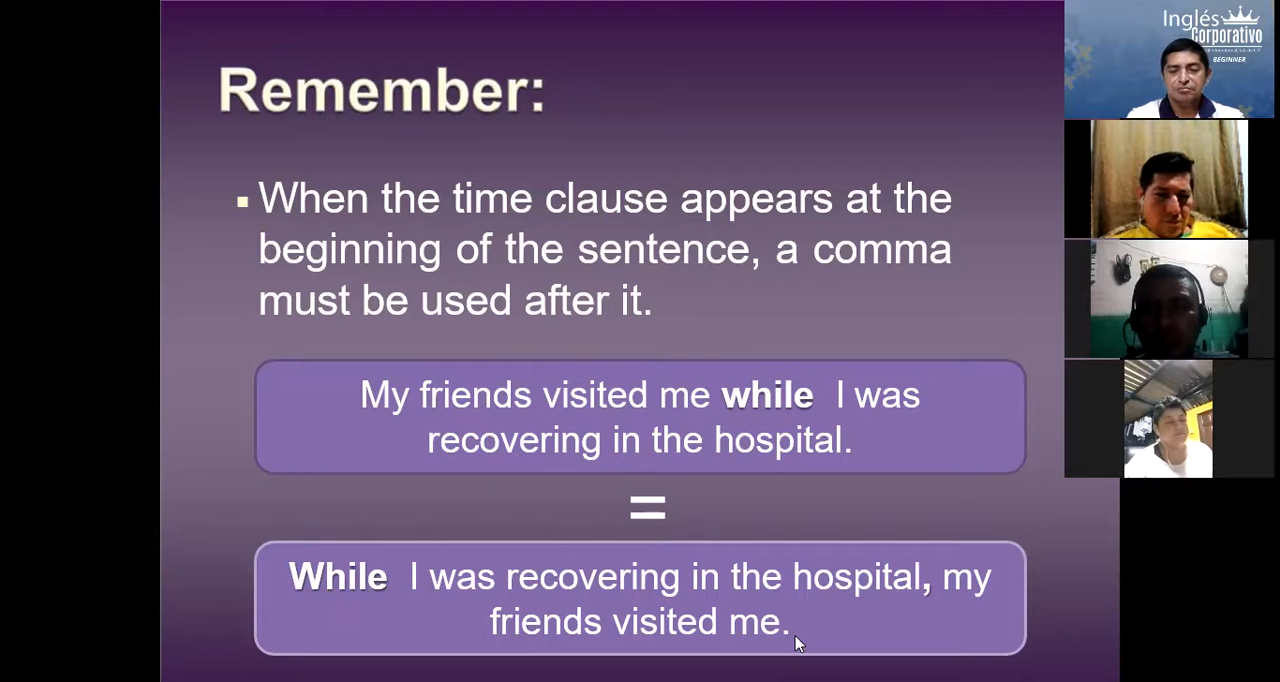 Remember:
When the time clause appears at the
beginning of the sentence, a comma
must be used after it.
My friends visited me while I was
recovering in the hospital.
=
While I was recovering in the hospital, my
friends visited me.
Inglés
Corporativo
BEGINNER